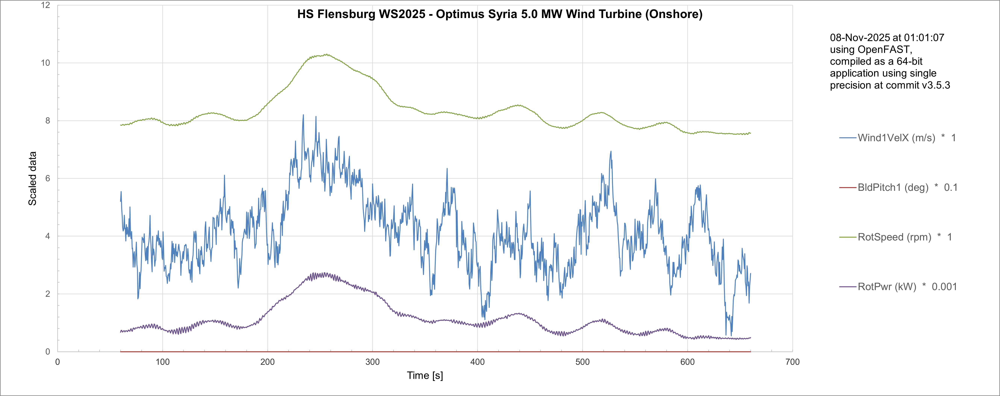 HS Flensburg WS2025 - Optimus Syria 5.0 MW Wind Turbine (Onshore)
08-Nov-2025 at 01:01:07
using OpenFAST,
compiled as a 64-bit
application using single
precision at commit v3.5.3
12
10
8
6
4
2
0
Scaled data
0 100 200 300 400 500 600 700
Time [s]
Wind1VelX (m/s) * 1
BldPitch1 (deg) * 0.1
RotSpeed (rpm) * 1
RotPwr (kW) * 0.001